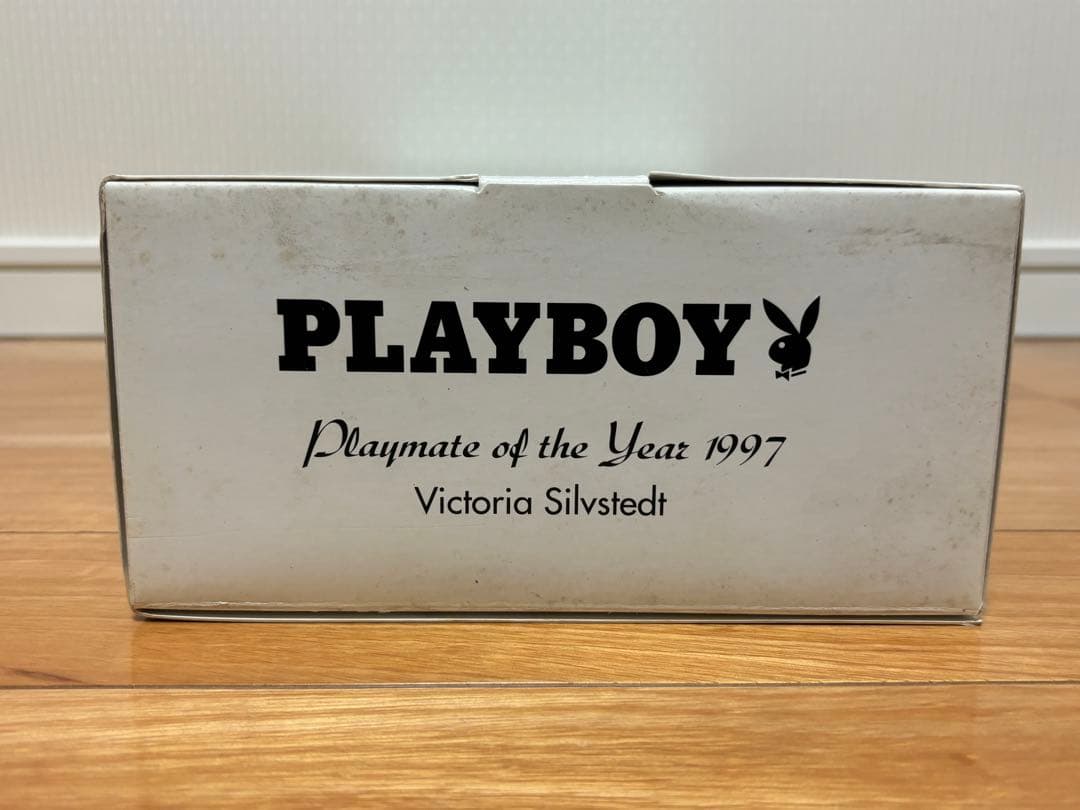 PLAYBOY
Playmate of the Year 1997
Victoria Silvstedt